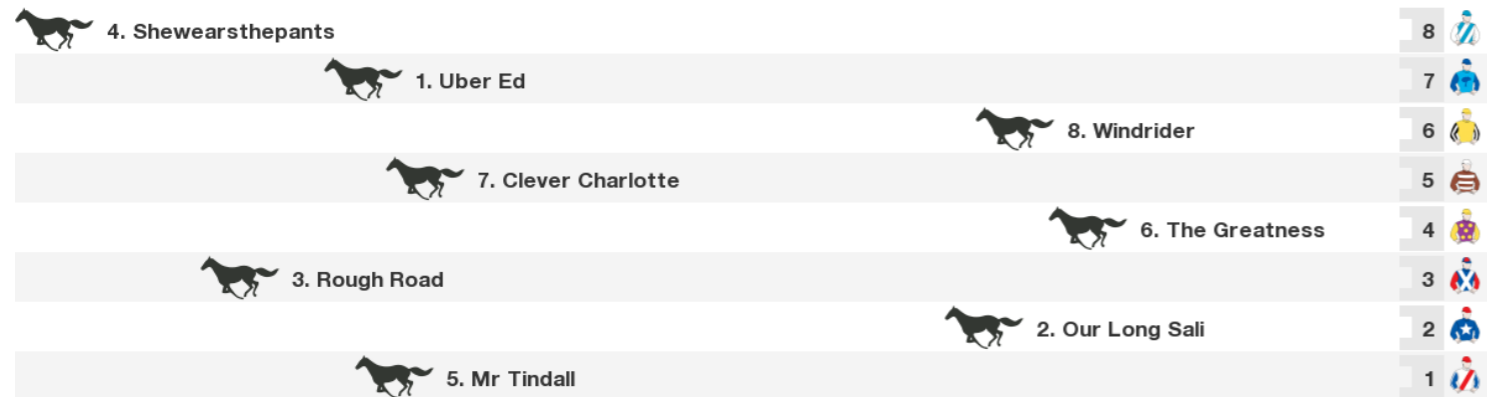 4. Shewearsthepants 8
1. Uber Ed 7
8. Windrider 6
7. Clever Charlotte 5
6. The Greatness 4
3. Rough Road 3
2. Our Long Sali 2
5. Mr Tindall 1